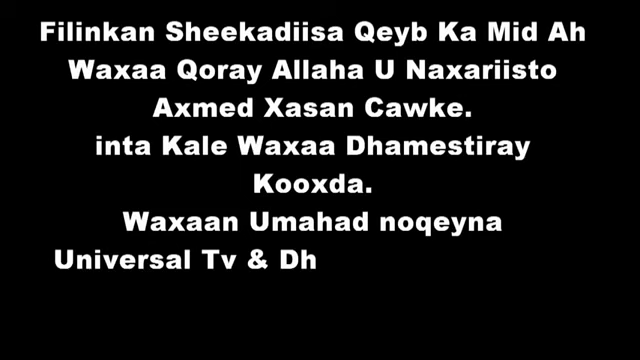 Filinkan Sheekadiisa Qeyb Ka Mid Ah
Waxaa Qoray Allaha U Naxariisto
Axmed Xasan Cawke.
inta Kale Waxaa Dhamestiray
Kooxda.
Waxaan Umahad noqeyna
Universal Tv & Dh